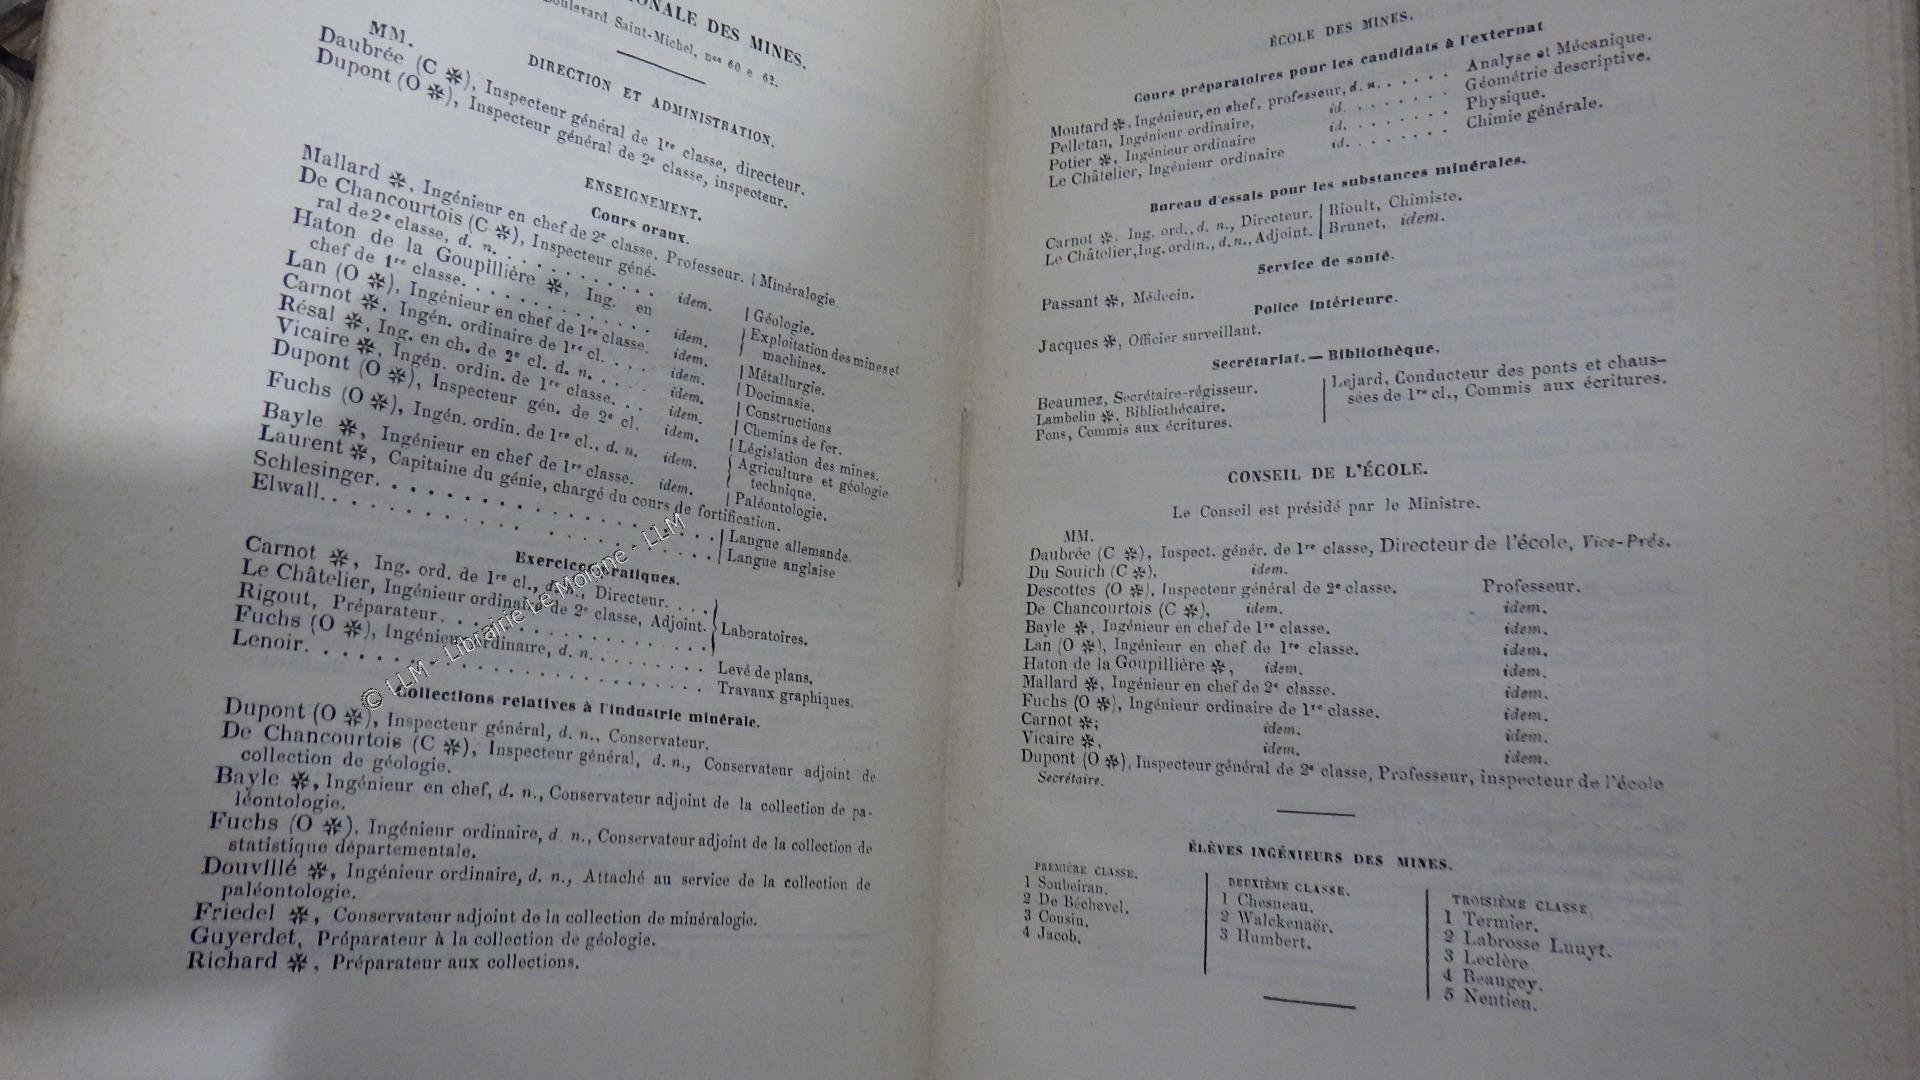 ONALE DES MINES.
Boulevard Saint-Michel, nos 60 e 62.
DIRECTION ET ADMINISTRATION.
MM.
Daubrée (C ✽), Inspecteur général de 1re classe, directeur.
Dupont (O ✽), Inspecteur général de 2e classe, inspecteur.
ENSEIGNEMENT.
Cours oraux.
Mallard ✽, Ingénieur en chef de 2e classe. Professeur. | Minéralogie
De Chancourtois (C ✽), Inspecteur géné-
ral de 2e classe, d. n. . . . . . . . . . idem. | Géologie.
Haton de la Goupillière ✽, Ing. en
chef de 1re classe. . . . . . . . . . idem. } Exploitation des mines et
machines.
Lan (O ✽), Ingénieur en chef de 1re classe. idem. | Métallurgie.
Carnot ✽, Ingén. ordinaire de 1re cl. . . . idem. | Docimasie.
Résal ✽, Ing. en ch. de 2e cl. d. n. . . . . idem. | Constructions
Vicaire ✽, Ingén. ordin. de 1re classe. . . idem. | Chemins de fer.
Dupont (O ✽), Inspecteur gén. de 2e cl. idem. | Législation des mines.
Fuchs (O ✽), Ingén. ordin. de 1re cl., d. n. idem. { Agriculture et géologie
technique.
Bayle ✽, Ingénieur en chef de 1re classe. idem. | Paléontologie.
Laurent ✽, Capitaine du génie, chargé du cours de fortification.
Schlesinger. . . . . . . . . . . . . . . | Langue allemande.
Elwall. . . . . . . . . . . . . . . | Langue anglaise
Exercices pratiques.
Carnot ✽, Ing. ord. de 1re cl., d. n., Directeur. . . . }
Le Châtelier, Ingénieur ordinaire de 2e classe, Adjoint. } Laboratoires.
Rigout, Préparateur. . . . . . . . . . . . . . }
Fuchs (O ✽), Ingénieur ordinaire, d. n. . . . . . . . . Levé de plans.
Lenoir. . . . . . . . . . . . . . . . . . . Travaux graphiques.
Collections relatives à l'industrie minérale.
Dupont (O ✽), Inspecteur général, d. n., Conservateur.
De Chancourtois (C ✽), Inspecteur général, d. n., Conservateur adjoint de
collection de géologie.
Bayle ✽, Ingénieur en chef, d. n., Conservateur adjoint de la collection de pa-
léontologie.
Fuchs (O ✽), Ingénieur ordinaire, d. n., Conservateur adjoint de la collection de
statistique départementale.
Douvillé ✽, Ingénieur ordinaire, d. n., Attaché au service de la collection de
paléontologie.
Friedel ✽, Conservateur adjoint de la collection de minéralogie.
Guyerdet, Préparateur à la collection de géologie.
Richard ✽, Préparateur aux collections.
© LLM - Librairie Le Moigne - LLM
ÉCOLE DES MINES.
Cours préparatoires pour les candidats à l'externat
Moutard ✽. Ingénieur, en chef, professeur, d. n. . . . . . Analyse et Mécanique.
Pelletan, Ingénieur ordinaire, id. . . . . . . . Géométrie descriptive.
Potier ✽, Ingénieur ordinaire id. . . . . . . . Physique.
Le Châtelier, Ingénieur ordinaire id. . . . . . . . Chimie générale.
Bureau d'essais pour les substances minérales.
Carnot ✽. Ing. ord., d. n., Directeur. | Rioult, Chimiste.
Le Châtelier, Ing. ordin., d. n., Adjoint. | Brunet, idem.
Service de santé.
Passant ✽, Médecin.
Police intérieure.
Jacques ✽, Officier surveillant.
Secrétariat. — Bibliothèque.
Beaumez, Secrétaire-régisseur.
Lambelin ✽, Bibliothécaire.
Pons, Commis aux écritures.
Lejard, Conducteur des ponts et chaus-
sées de 1re cl., Commis aux écritures.
CONSEIL DE L'ÉCOLE.
Le Conseil est présidé par le Ministre.
MM.
Daubrée (C ✽), Inspect. génér. de 1re classe, Directeur de l'école, Vice-Prés.
Du Souich (C ✽), idem.
Descottes (O ✽), Inspecteur général de 2e classe. Professeur.
De Chancourtois (C ✽), idem. idem.
Bayle ✽, Ingénieur en chef de 1re classe. idem.
Lan (O ✽), Ingénieur en chef de 1re classe. idem.
Haton de la Goupillière ✽, idem. idem.
Mallard ✽, Ingénieur en chef de 2e classe. idem.
Fuchs (O ✽), Ingénieur ordinaire de 1re classe. idem.
Carnot ✽; idem. idem.
Vicaire ✽, idem. idem.
Dupont (O ✽), Inspecteur général de 2e classe, Professeur, inspecteur de l'école
Secrétaire.
ÉLÈVES INGÉNIEURS DES MINES.
PREMIÈRE CLASSE.
1 Soubeiran.
2 De Béchevel.
3 Cousin.
4 Jacob.
DEUXIÈME CLASSE.
1 Chesneau.
2 Walckenaër.
3 Humbert.
TROISIÈME CLASSE
1 Termier.
2 Labrosse Luuyt.
3 Leclère
4 Beaugey.
5 Nentien.